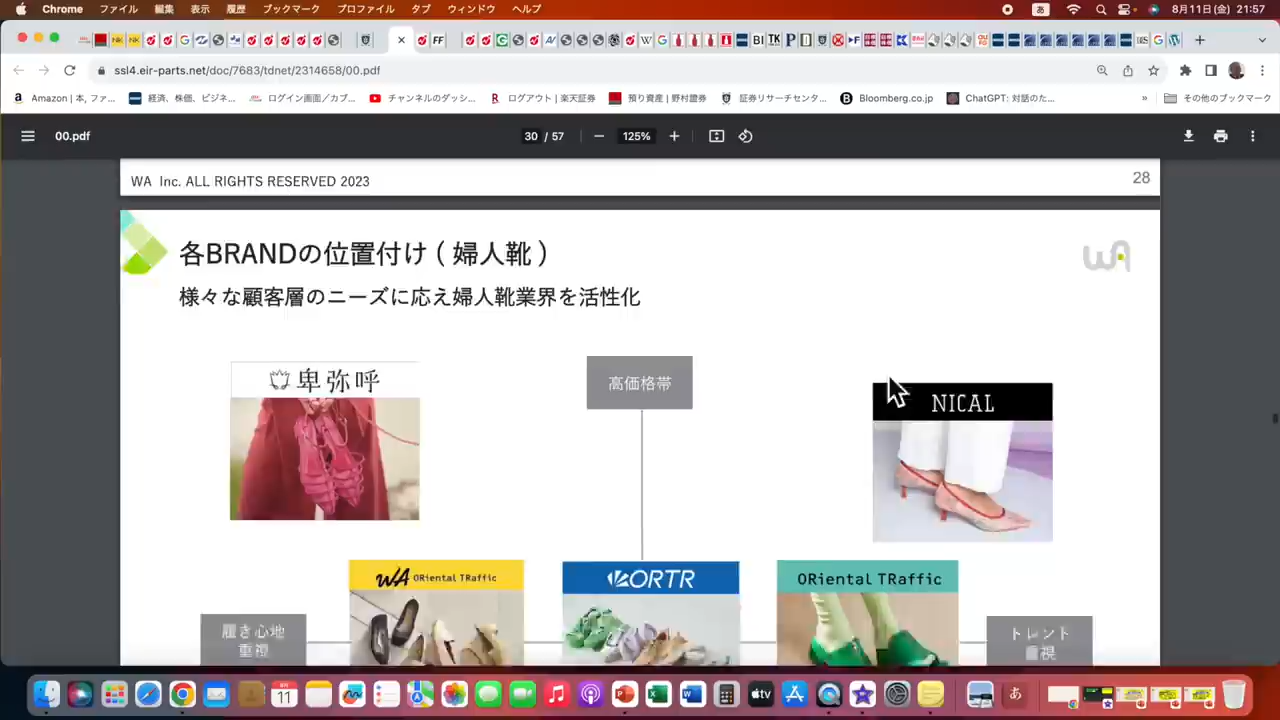 Chrome ファイル 編集 表示 履歴 ブックマーク プロファイル タブ ウィンドウ ヘルプ
あ 8月11日(金) 21:57
ssl4.eir-parts.net/doc/7683/tdnet/2314658/00.pdf
Amazon | 本, ファ... 経済、株価、ビジネ... ログイン画面／カブ... チャンネルのダッシ... ログアウト | 楽天証券 預り資産 | 野村證券 証券リサーチセンタ... Bloomberg.co.jp ChatGPT: 対話のた... » その他のブックマーク
00.pdf 30 / 57 125%
WA Inc. ALL RIGHTS RESERVED 2023 28
各BRANDの位置付け ( 婦人靴 )
WA
様々な顧客層のニーズに応え婦人靴業界を活性化
卑弥呼
高価格帯
NICAL
WA ORiental TRaffic
ORTR
ORiental TRaffic
履き心地
重視
トレンド
重視